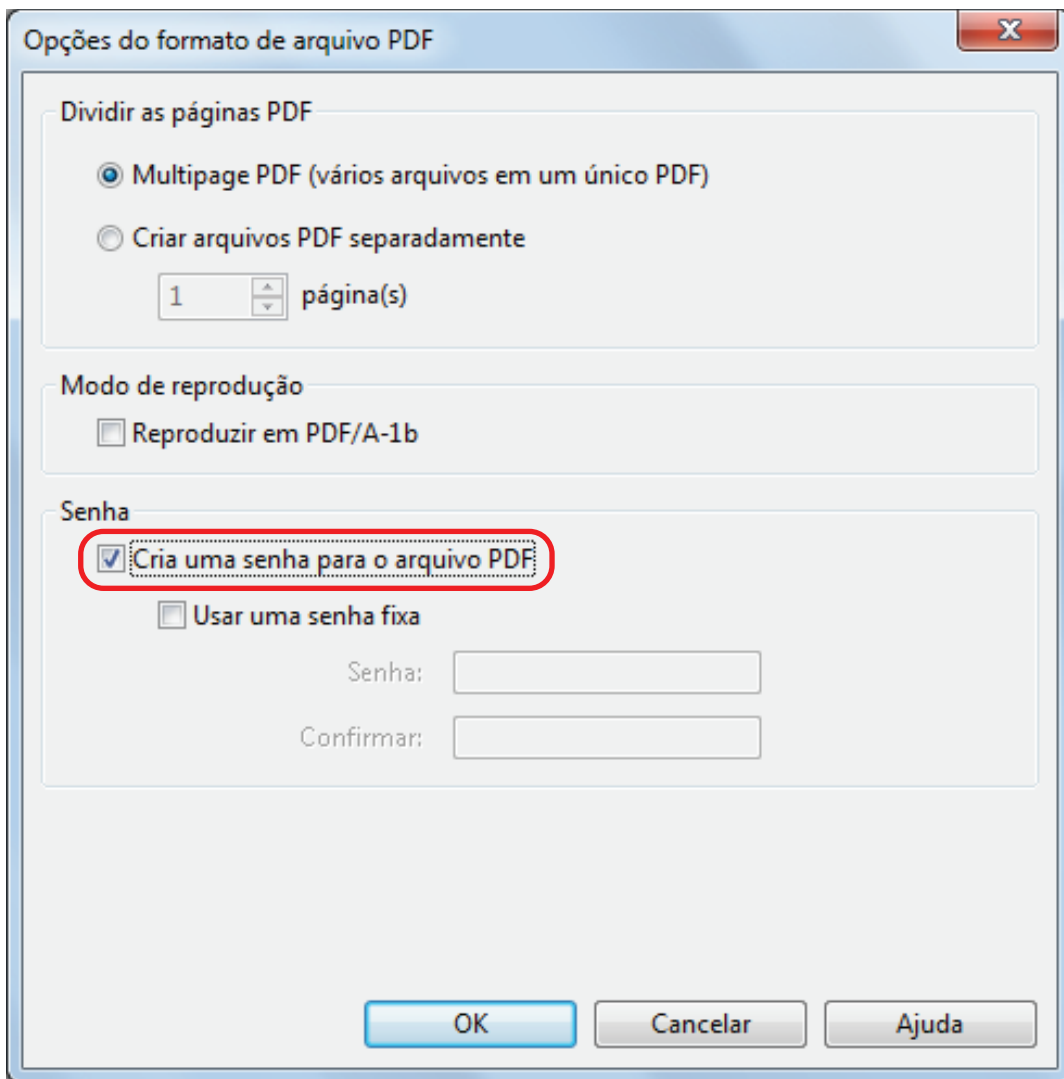 Opções do formato de arquivo PDF
Dividir as páginas PDF
Multipage PDF (vários arquivos em um único PDF)
Criar arquivos PDF separadamente
1 página(s)
Modo de reprodução
Reproduzir em PDF/A-1b
Senha
Cria uma senha para o arquivo PDF
Usar uma senha fixa
Senha:
Confirmar:
OK Cancelar Ajuda